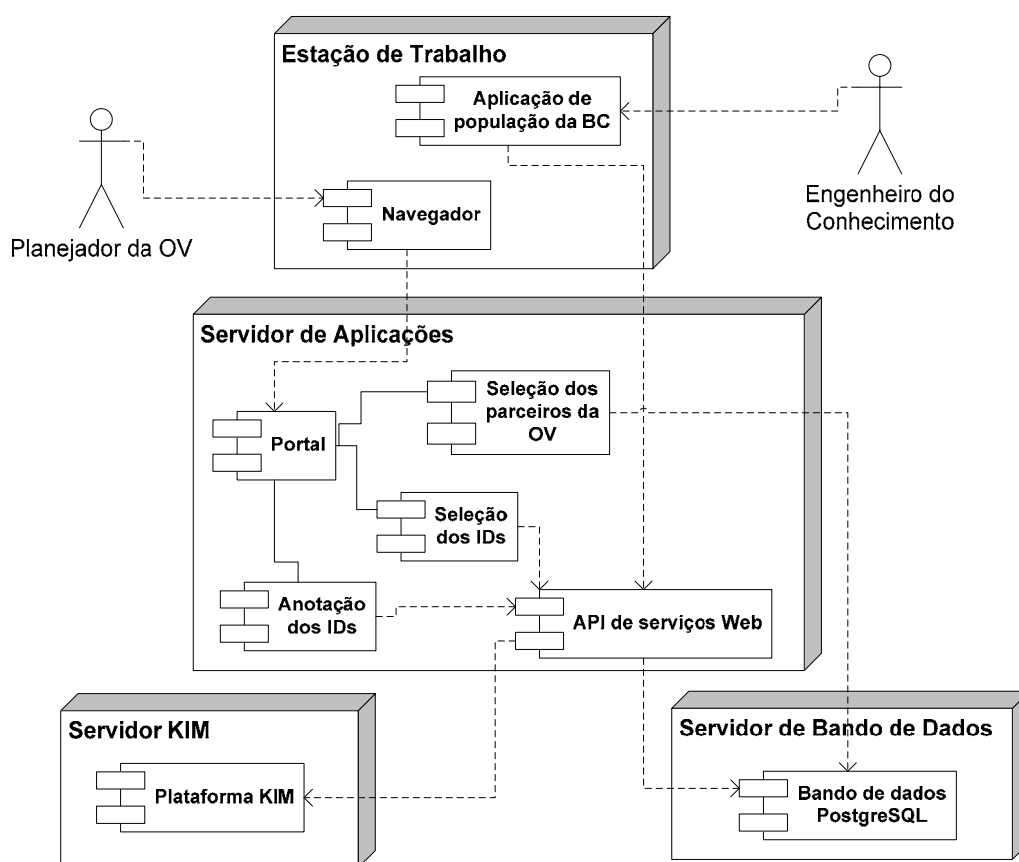 Estação de Trabalho
Aplicação de
população da BC
Navegador
Planejador da OV
Engenheiro do
Conhecimento
Servidor de Aplicações
Portal
Seleção dos
parceiros da
OV
Seleção
dos IDs
Anotação
dos IDs
API de serviços Web
Servidor KIM
Plataforma KIM
Servidor de Bando de Dados
Bando de dados
PostgreSQL